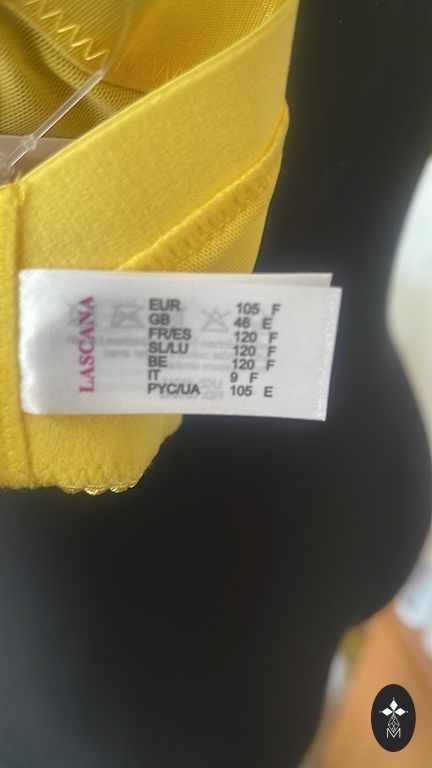 LASCANA
EUR 105 F
GB 46 E
FR/ES 120 F
SL/LU 120 F
BE 120 F
IT 9 F
PYC/UA 105 E
M